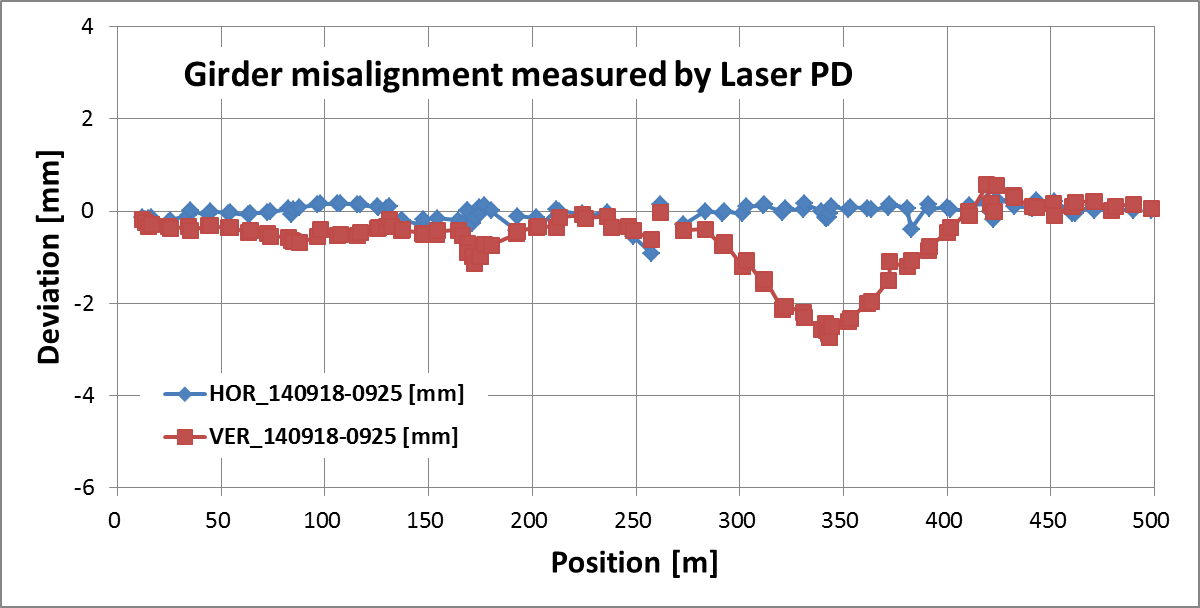 Girder misalignment measured by Laser PD
4
2
0
-2
-4
-6
Deviation [mm]
HOR_140918-0925 [mm]
VER_140918-0925 [mm]
0 50 100 150 200 250 300 350 400 450 500
Position [m]